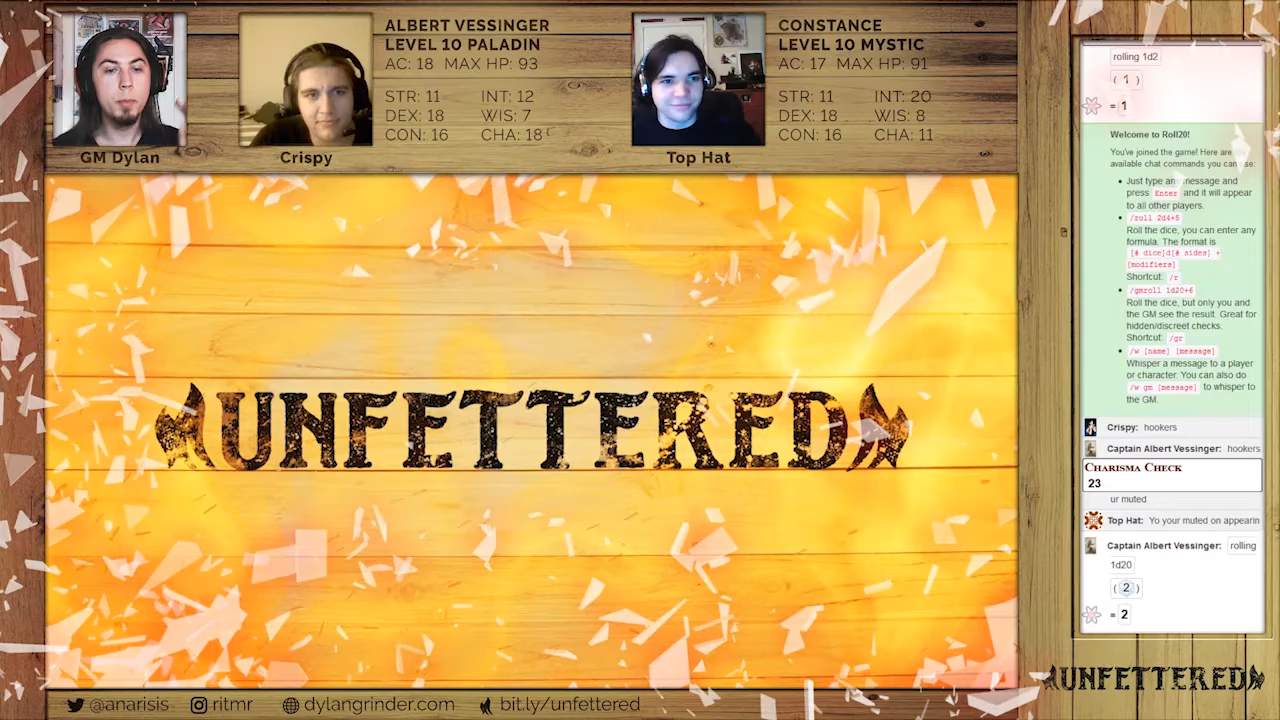 GM Dylan
Crispy
ALBERT VESSINGER
LEVEL 10 PALADIN
AC: 18 MAX HP: 93
STR: 11 INT: 12
DEX: 18 WIS: 7
CON: 16 CHA: 18
Top Hat
CONSTANCE
LEVEL 10 MYSTIC
AC: 17 MAX HP: 91
STR: 11 INT: 20
DEX: 18 WIS: 8
CON: 16 CHA: 11
UNFETTERED
rolling 1d2
( 1 )
= 1
Welcome to Roll20!
You've joined the game! Here are
available chat commands you can use:
Just type any message and
press Enter and it will appear
to all other players.
/roll 2d4+5
Roll the dice, you can enter any
formula. The format is
[# dice]d[# sides] +
[modifiers]
Shortcut: /r
/gmroll 1d20+6
Roll the dice, but only you and
the GM see the result. Great for
hidden/discreet checks.
Shortcut: /gr
/w [name] [message]
Whisper a message to a player
or character. You can also do
/w gm [message] to whisper to
the GM.
Crispy: hookers
Captain Albert Vessinger: hookers
CHARISMA CHECK
23
ur muted
Top Hat: Yo your muted on appearin
Captain Albert Vessinger: rolling
1d20
( 2 )
= 2
UNFETTERED
@anarisis ritmr dylangrinder.com bit.ly/unfettered